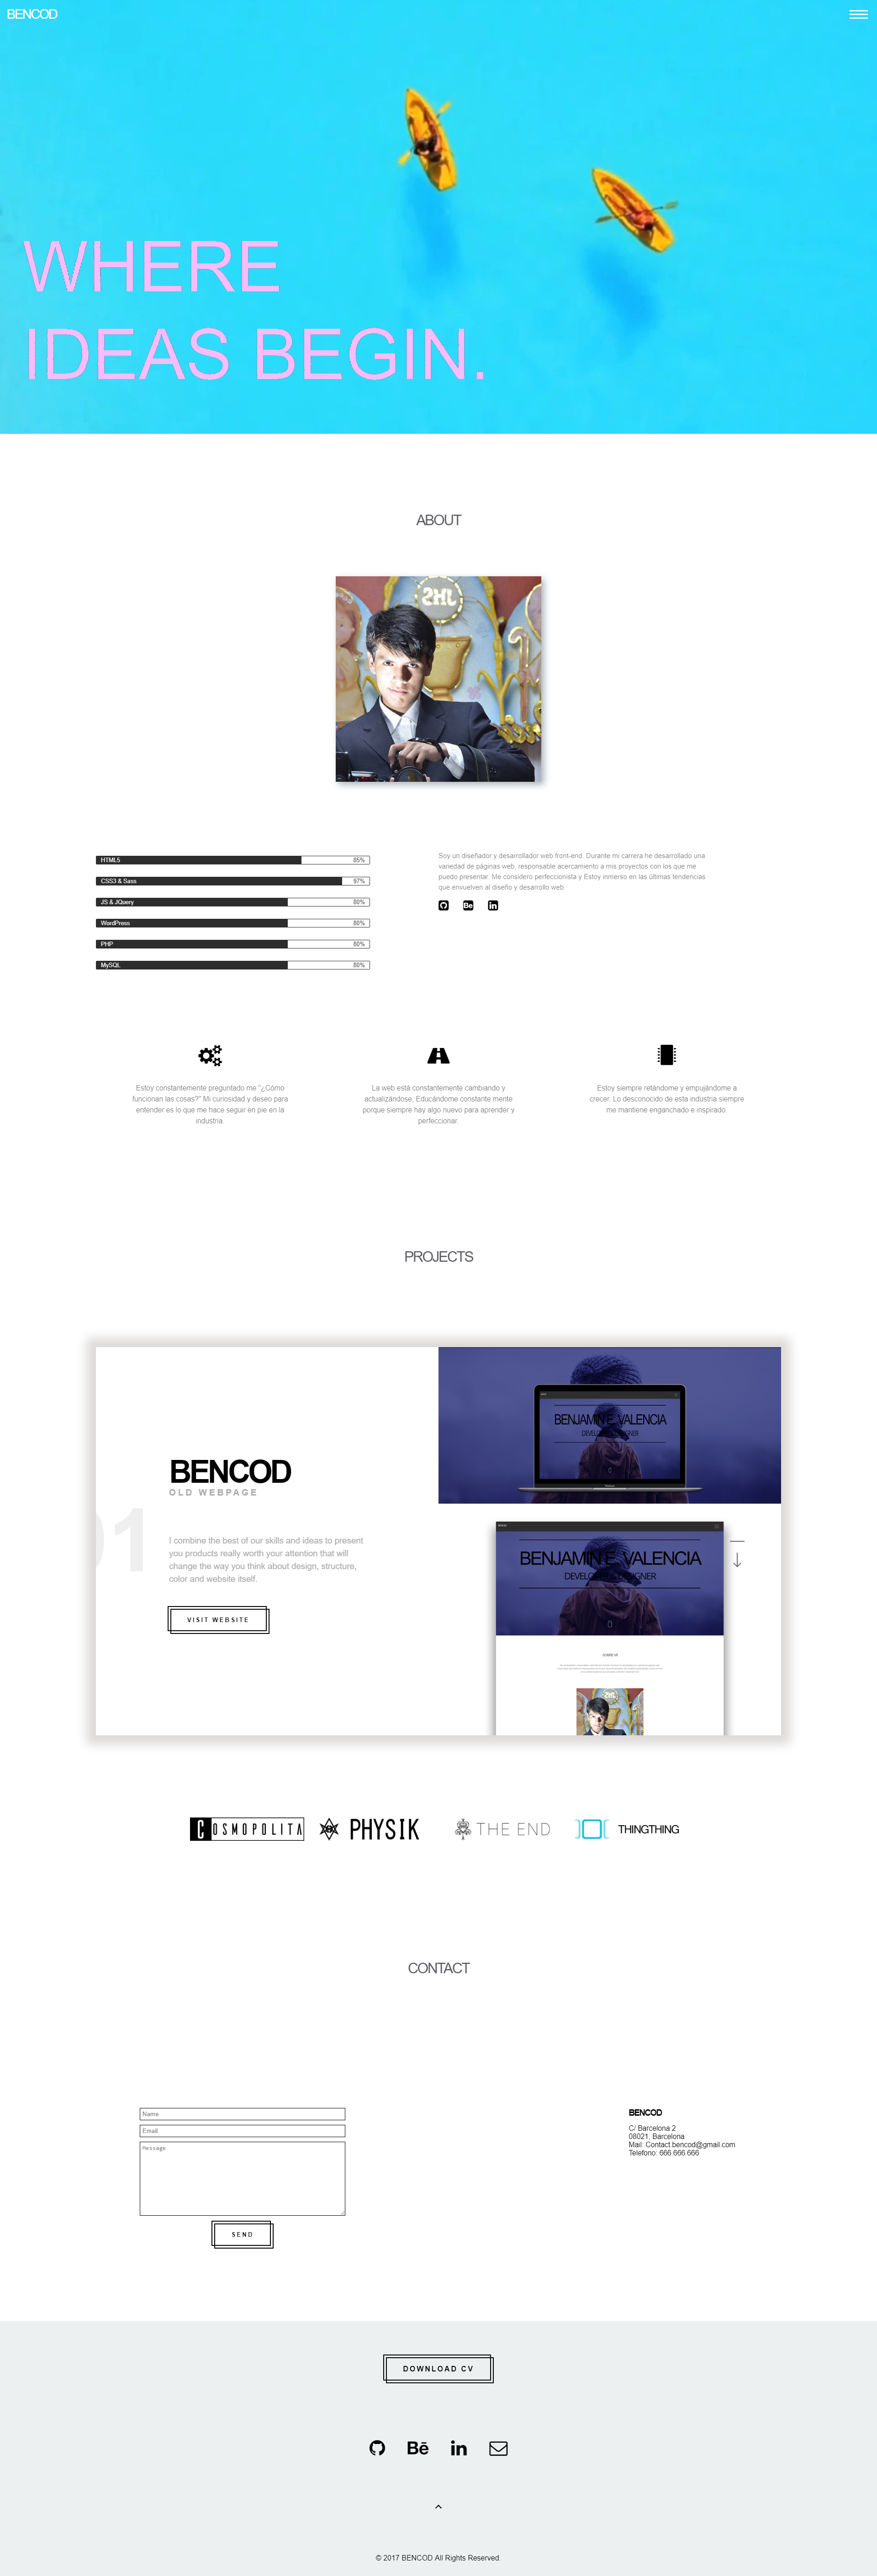 BENCOD
WHERE
IDEAS BEGIN.
ABOUT
HTML5 85%
CSS3 & Sass 97%
JS & JQuery 80%
WordPress 80%
PHP 80%
MySQL 80%
Soy un diseñador y desarrollador web front-end. Durante mi carrera he desarrollado una
variedad de páginas web, responsable acercamiento a mis proyectos con los que me
puedo presentar. Me considero perfeccionista y Estoy inmerso en las últimas tendencias
que envuelven al diseño y desarrollo web.
Estoy constantemente preguntado me "¿Cómo
funcionan las cosas?" Mi curiosidad y deseo para
entender es lo que me hace seguir en pie en la
industria.
La web está constantemente cambiando y
actualizándose, Educándome constante mente
porque siempre hay algo nuevo para aprender y
perfeccionar.
Estoy siempre retándome y empujándome a
crecer. Lo desconocido de esta industria siempre
me mantiene enganchado e inspirado.
PROJECTS
01
BENCOD
OLD WEBPAGE
I combine the best of our skills and ideas to present
you products really worth your attention that will
change the way you think about design, structure,
color and website itself.
VISIT WEBSITE
BENJAMIN E. VALENCIA
DEVELOPER DESIGNER
BENJAMIN E. VALENCIA
DEVELOPER DESIGNER
SOBRE MI
COSMOPOLITA
PHYSIK
THE END
THINGTHING
CONTACT
Name
Email
Message
SEND
BENCOD
C/ Barcelona 2
08021, Barcelona
Mail: Contact.bencod@gmail.com
Telefono: 666.666.666
DOWNLOAD CV
Bē
in
© 2017 BENCOD All Rights Reserved.